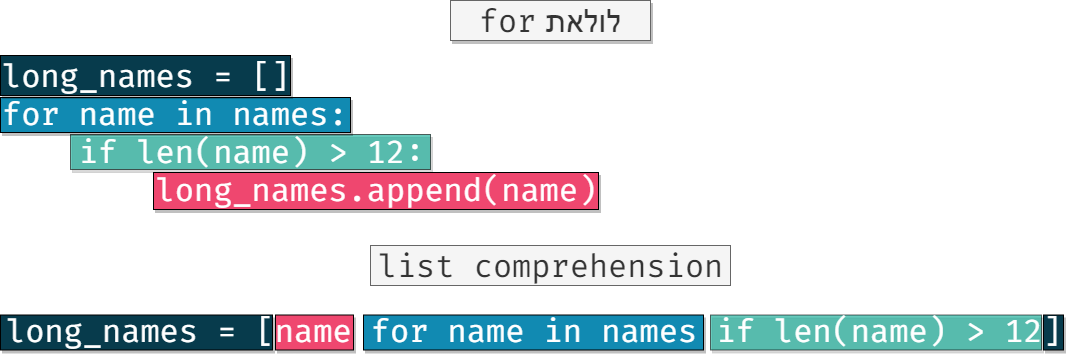 לולאת for
long_names = []
for name in names:
if len(name) > 12:
long_names.append(name)
list comprehension
long_names = [name for name in names if len(name) > 12]